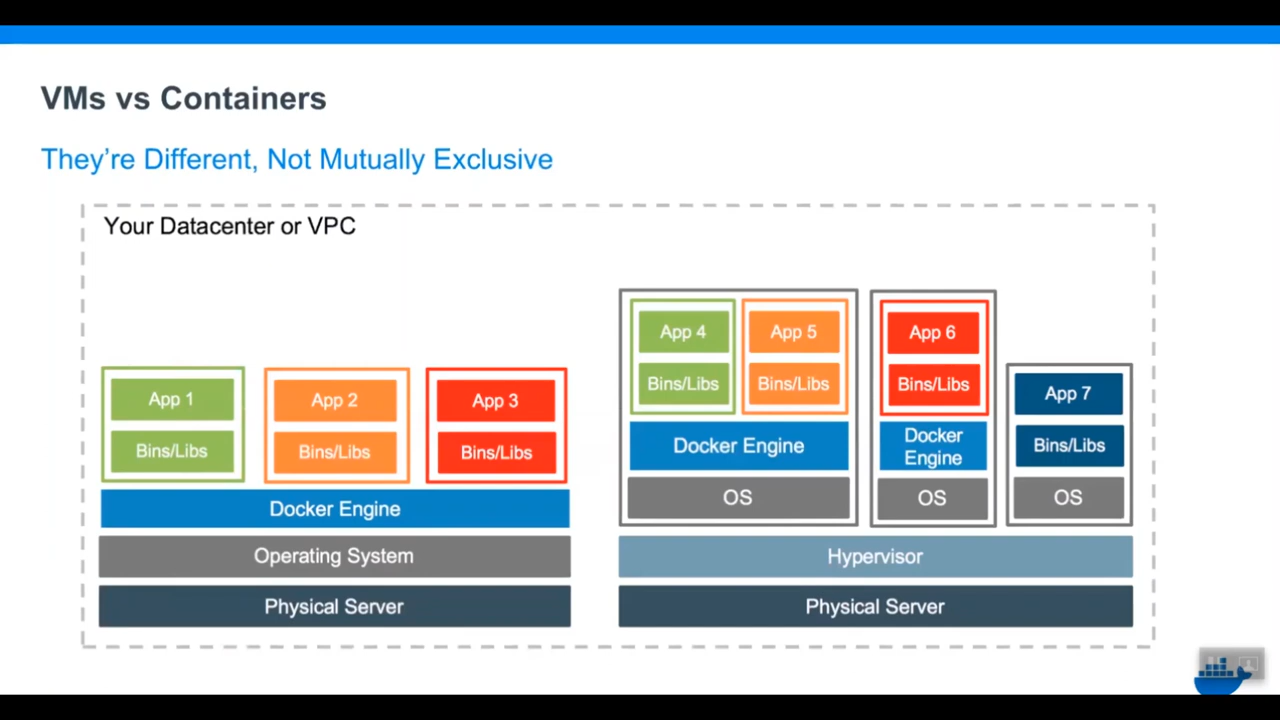 VMs vs Containers
They're Different, Not Mutually Exclusive
Your Datacenter or VPC
App 1
Bins/Libs
App 2
Bins/Libs
App 3
Bins/Libs
Docker Engine
Operating System
Physical Server
App 4
Bins/Libs
App 5
Bins/Libs
Docker Engine
OS
App 6
Bins/Libs
Docker
Engine
OS
App 7
Bins/Libs
OS
Hypervisor
Physical Server